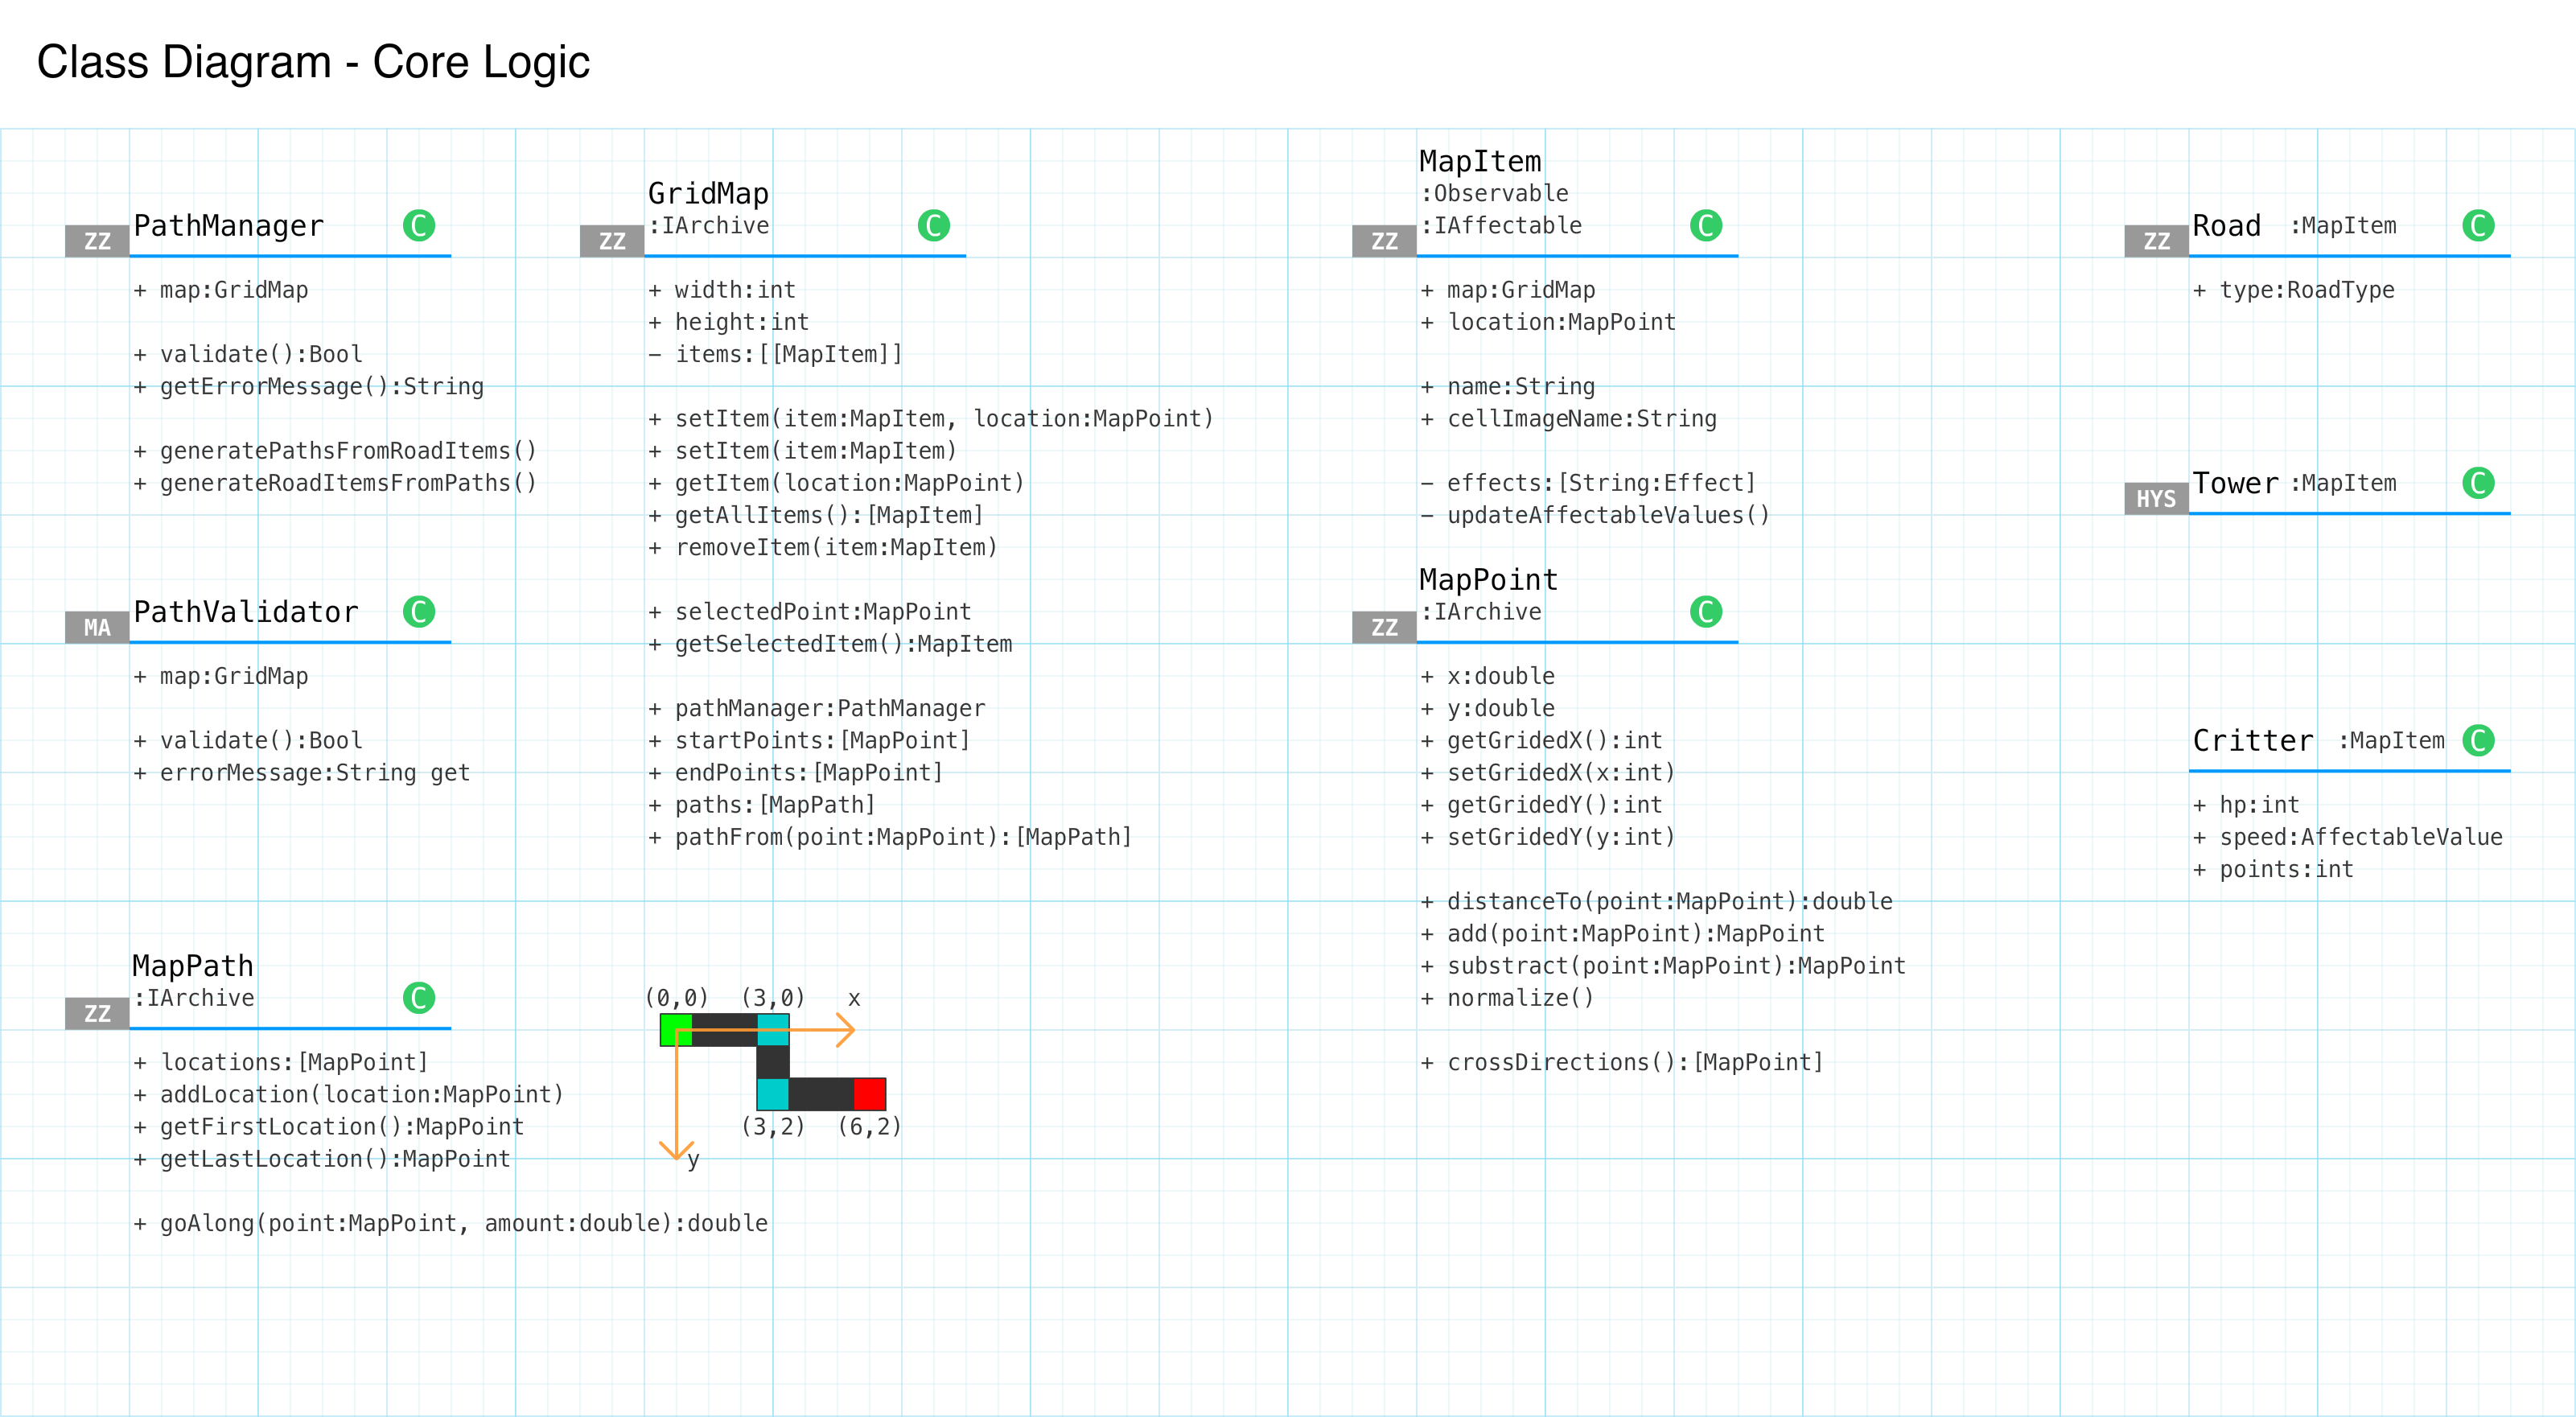 Class Diagram - Core Logic
ZZ
PathManager
C
+ map:GridMap
+ validate():Bool
+ getErrorMessage():String
+ generatePathsFromRoadItems()
+ generateRoadItemsFromPaths()
MA
PathValidator
C
+ map:GridMap
+ validate():Bool
+ errorMessage:String get
MapPath
ZZ
:IArchive
C
+ locations:[MapPoint]
+ addLocation(location:MapPoint)
+ getFirstLocation():MapPoint
+ getLastLocation():MapPoint
+ goAlong(point:MapPoint, amount:double):double
GridMap
ZZ
:IArchive
C
+ width:int
+ height:int
− items:[[MapItem]]
+ setItem(item:MapItem, location:MapPoint)
+ setItem(item:MapItem)
+ getItem(location:MapPoint)
+ getAllItems():[MapItem]
+ removeItem(item:MapItem)
+ selectedPoint:MapPoint
+ getSelectedItem():MapItem
+ pathManager:PathManager
+ startPoints:[MapPoint]
+ endPoints:[MapPoint]
+ paths:[MapPath]
+ pathFrom(point:MapPoint):[MapPath]
(0,0) (3,0) x
(3,2) (6,2)
y
MapItem
:Observable
ZZ
:IAffectable
C
+ map:GridMap
+ location:MapPoint
+ name:String
+ cellImageName:String
− effects:[String:Effect]
− updateAffectableValues()
MapPoint
ZZ
:IArchive
C
+ x:double
+ y:double
+ getGridedX():int
+ setGridedX(x:int)
+ getGridedY():int
+ setGridedY(y:int)
+ distanceTo(point:MapPoint):double
+ add(point:MapPoint):MapPoint
+ substract(point:MapPoint):MapPoint
+ normalize()
+ crossDirections():[MapPoint]
ZZ
Road :MapItem
C
+ type:RoadType
HYS
Tower :MapItem
C
Critter :MapItem
C
+ hp:int
+ speed:AffectableValue
+ points:int